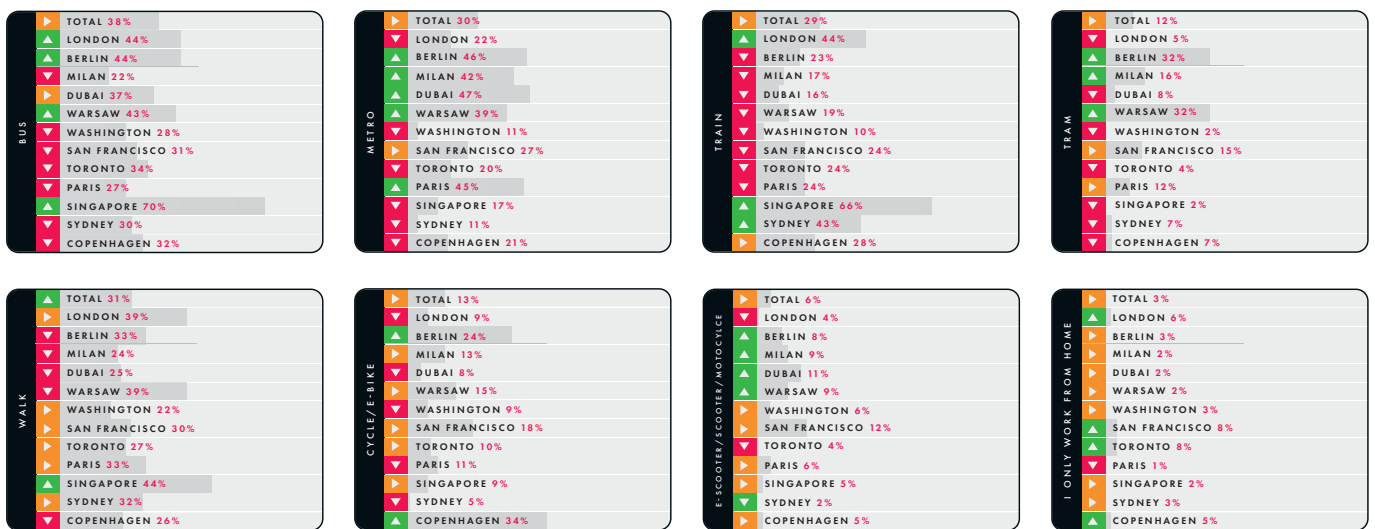 BUS
TOTAL 38%
LONDON 44%
BERLIN 44%
MILAN 22%
DUBAI 37%
WARSAW 43%
WASHINGTON 28%
SAN FRANCISCO 31%
TORONTO 34%
PARIS 27%
SINGAPORE 70%
SYDNEY 30%
COPENHAGEN 32%
METRO
TOTAL 30%
LONDON 22%
BERLIN 46%
MILAN 42%
DUBAI 47%
WARSAW 39%
WASHINGTON 11%
SAN FRANCISCO 27%
TORONTO 20%
PARIS 45%
SINGAPORE 17%
SYDNEY 11%
COPENHAGEN 21%
TRAIN
TOTAL 29%
LONDON 44%
BERLIN 23%
MILAN 17%
DUBAI 16%
WARSAW 19%
WASHINGTON 10%
SAN FRANCISCO 24%
TORONTO 24%
PARIS 24%
SINGAPORE 66%
SYDNEY 43%
COPENHAGEN 28%
TRAM
TOTAL 12%
LONDON 5%
BERLIN 32%
MILAN 16%
DUBAI 8%
WARSAW 32%
WASHINGTON 2%
SAN FRANCISCO 15%
TORONTO 4%
PARIS 12%
SINGAPORE 2%
SYDNEY 7%
COPENHAGEN 7%
WALK
TOTAL 31%
LONDON 39%
BERLIN 33%
MILAN 24%
DUBAI 25%
WARSAW 39%
WASHINGTON 22%
SAN FRANCISCO 30%
TORONTO 27%
PARIS 33%
SINGAPORE 44%
SYDNEY 32%
COPENHAGEN 26%
CYCLE/E-BIKE
TOTAL 13%
LONDON 9%
BERLIN 24%
MILAN 13%
DUBAI 8%
WARSAW 15%
WASHINGTON 9%
SAN FRANCISCO 18%
TORONTO 10%
PARIS 11%
SINGAPORE 9%
SYDNEY 5%
COPENHAGEN 34%
E-SCOOTER/SCOOTER/MOTOCYLCE
TOTAL 6%
LONDON 4%
BERLIN 8%
MILAN 9%
DUBAI 11%
WARSAW 9%
WASHINGTON 6%
SAN FRANCISCO 12%
TORONTO 4%
PARIS 6%
SINGAPORE 5%
SYDNEY 2%
COPENHAGEN 5%
I ONLY WORK FROM HOME
TOTAL 3%
LONDON 6%
BERLIN 3%
MILAN 2%
DUBAI 2%
WARSAW 2%
WASHINGTON 3%
SAN FRANCISCO 8%
TORONTO 8%
PARIS 1%
SINGAPORE 2%
SYDNEY 3%
COPENHAGEN 5%